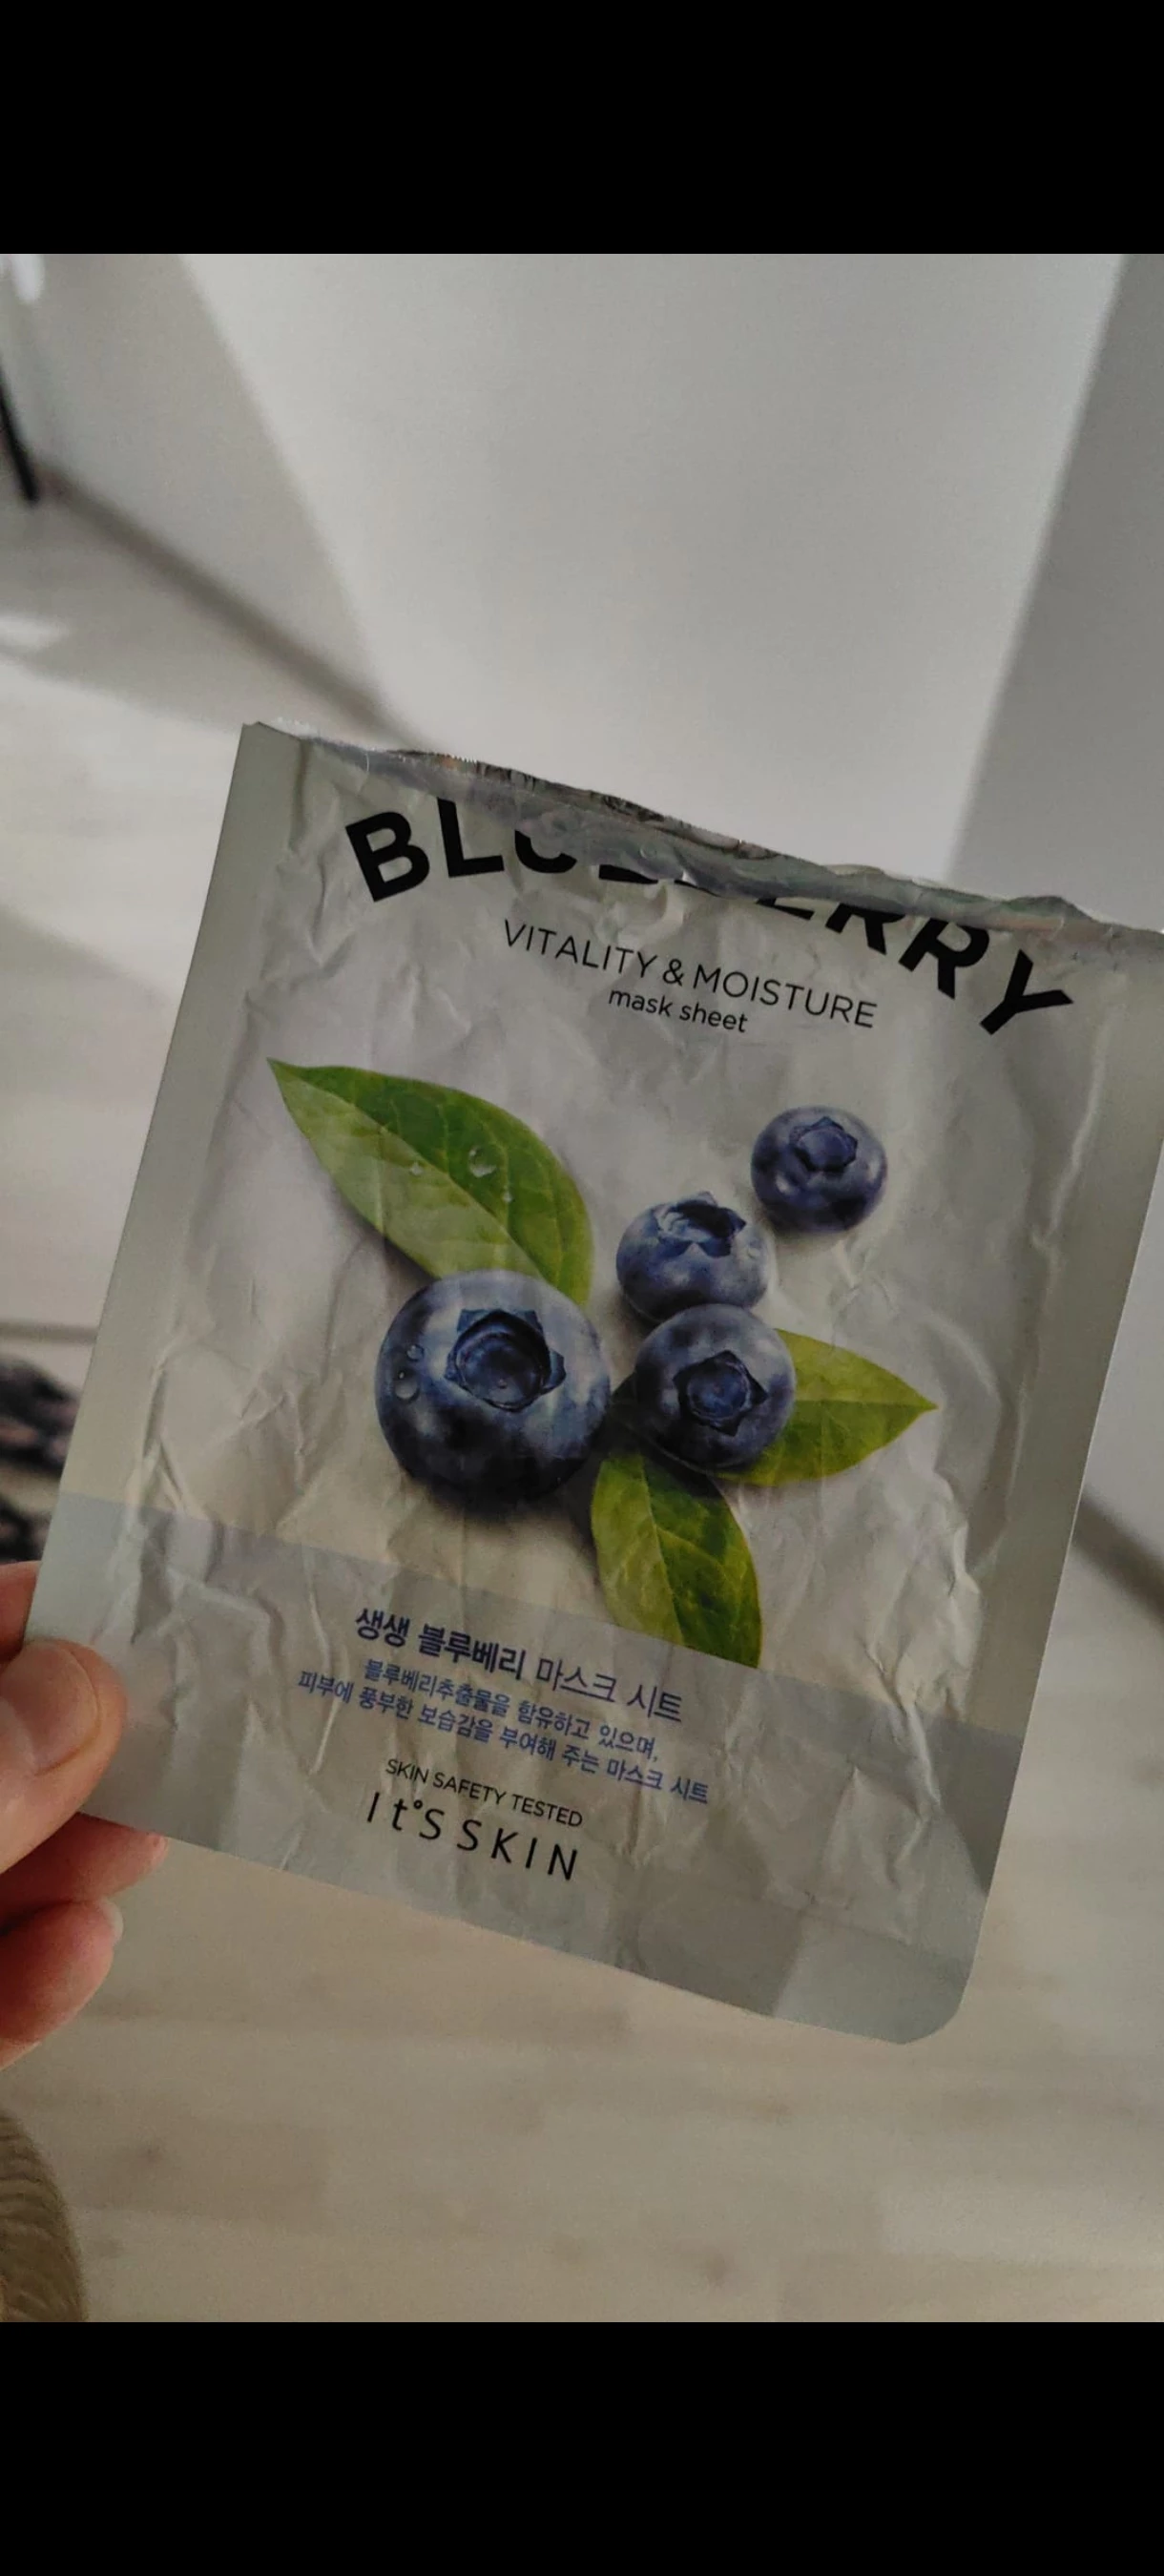 BLUEBERRY
VITALITY & MOISTURE
mask sheet
생생 블루베리 마스크 시트
블루베리추출물을 함유하고 있으며,
피부에 풍부한 보습감을 부여해 주는 마스크 시트
SKIN SAFETY TESTED
It'S SKIN